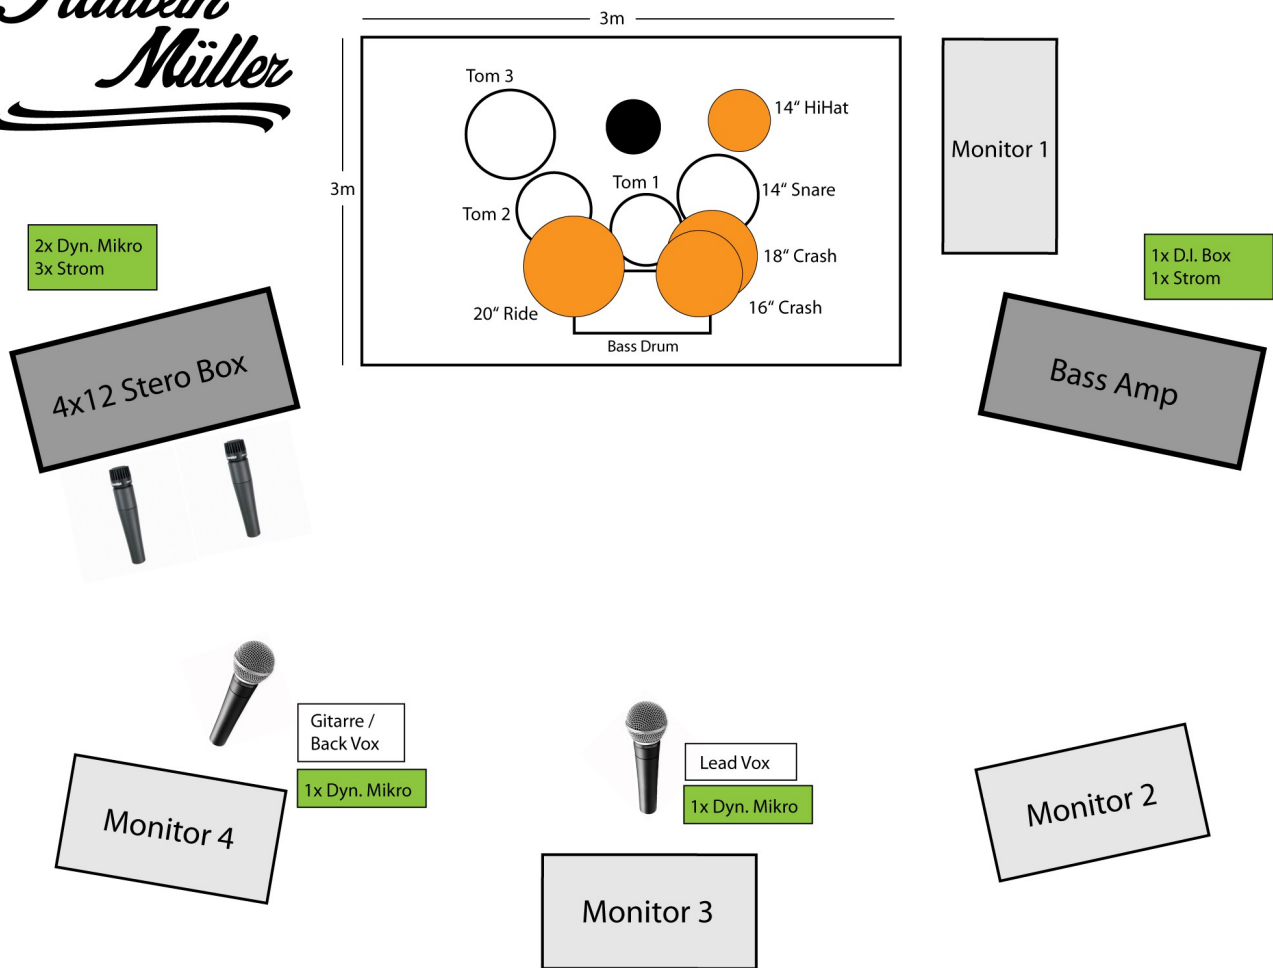 Fräulein
Müller
3m
3m
Tom 3
14“ HiHat
Tom 1
14“ Snare
Tom 2
18“ Crash
20“ Ride
16“ Crash
Bass Drum
Monitor 1
2x Dyn. Mikro
3x Strom
1x D.I. Box
1x Strom
4x12 Stero Box
Bass Amp
Gitarre /
Back Vox
1x Dyn. Mikro
Lead Vox
1x Dyn. Mikro
Monitor 4
Monitor 3
Monitor 2